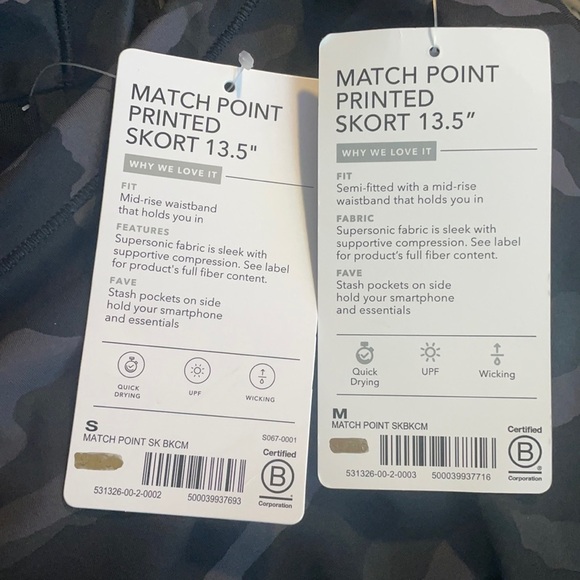 MATCH POINT
PRINTED
SKORT 13.5"
WHY WE LOVE IT
FIT
Mid-rise waistband
that holds you in
FEATURES
Supersonic fabric is sleek with
supportive compression. See label
for product's full fiber content.
FAVE
Stash pockets on side
hold your smartphone
and essentials
QUICK
DRYING
UPF
WICKING
S
MATCH POINT SK BKCM
S067-0001
531326-00-2-0002
500039937693
Certified
B
Corporation
MATCH POINT
PRINTED
SKORT 13.5”
WHY WE LOVE IT
FIT
Semi-fitted with a mid-rise
waistband that holds you in
FABRIC
Supersonic fabric is sleek with
supportive compression. See label
for product's full fiber content.
FAVE
Stash pockets on side
hold your smartphone
and essentials
Quick
Drying
UPF
Wicking
M
MATCH POINT SKBKCM
531326-00-2-0003
500039937716
Certified
B
Corporation